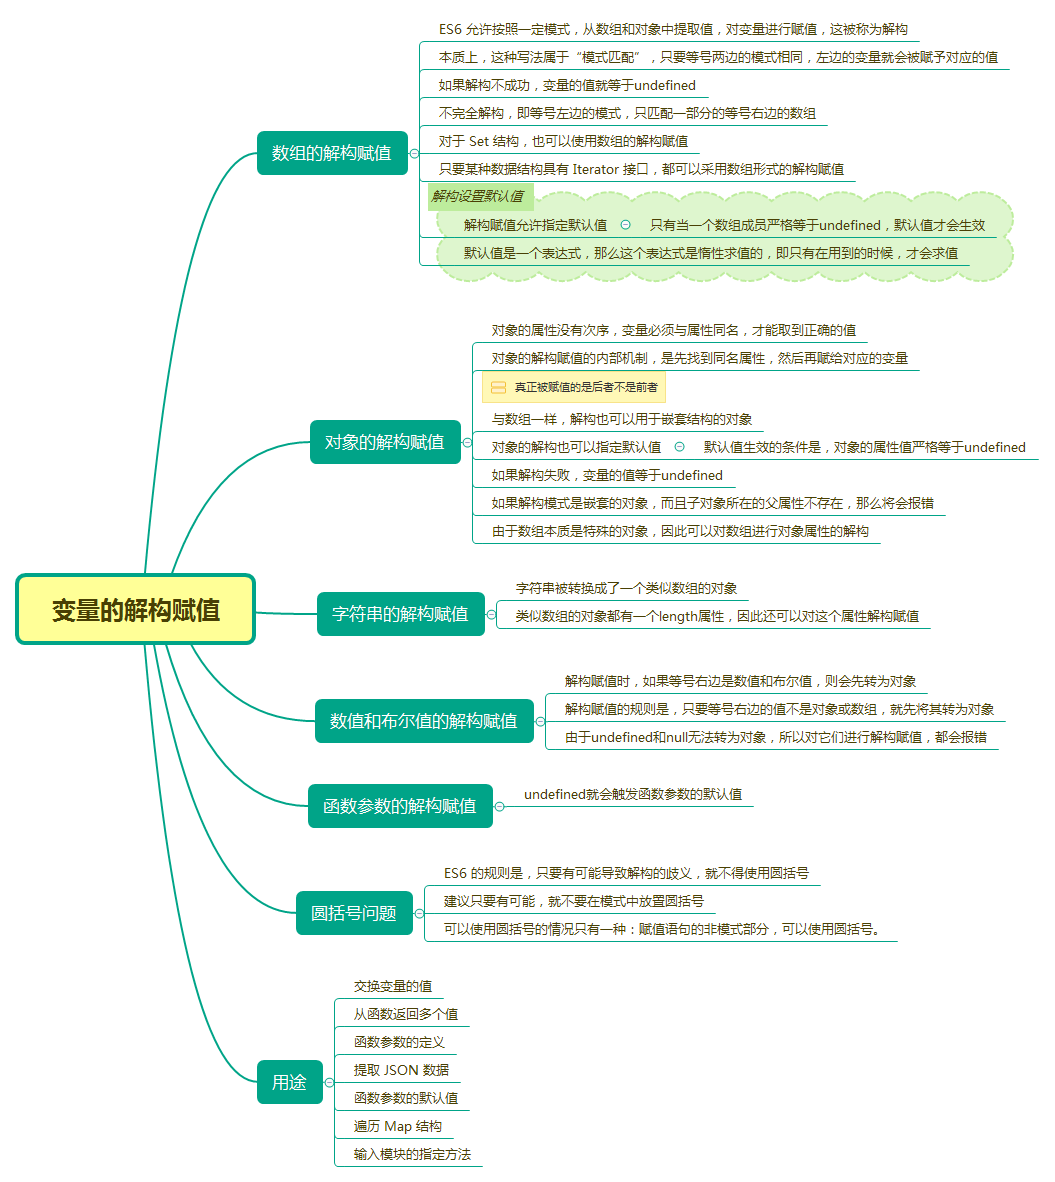 变量的解构赋值
数组的解构赋值
ES6 允许按照一定模式，从数组和对象中提取值，对变量进行赋值，这被称为解构
本质上，这种写法属于“模式匹配”，只要等号两边的模式相同，左边的变量就会被赋予对应的值
如果解构不成功，变量的值就等于undefined
不完全解构，即等号左边的模式，只匹配一部分的等号右边的数组
对于 Set 结构，也可以使用数组的解构赋值
只要某种数据结构具有 Iterator 接口，都可以采用数组形式的解构赋值
解构设置默认值
解构赋值允许指定默认值
只有当一个数组成员严格等于undefined，默认值才会生效
默认值是一个表达式，那么这个表达式是惰性求值的，即只有在用到的时候，才会求值
对象的解构赋值
对象的属性没有次序，变量必须与属性同名，才能取到正确的值
对象的解构赋值的内部机制，是先找到同名属性，然后再赋给对应的变量
真正被赋值的是后者不是前者
与数组一样，解构也可以用于嵌套结构的对象
对象的解构也可以指定默认值
默认值生效的条件是，对象的属性值严格等于undefined
如果解构失败，变量的值等于undefined
如果解构模式是嵌套的对象，而且子对象所在的父属性不存在，那么将会报错
由于数组本质是特殊的对象，因此可以对数组进行对象属性的解构
字符串的解构赋值
字符串被转换成了一个类似数组的对象
类似数组的对象都有一个length属性，因此还可以对这个属性解构赋值
数值和布尔值的解构赋值
解构赋值时，如果等号右边是数值和布尔值，则会先转为对象
解构赋值的规则是，只要等号右边的值不是对象或数组，就先将其转为对象
由于undefined和null无法转为对象，所以对它们进行解构赋值，都会报错
函数参数的解构赋值
undefined就会触发函数参数的默认值
圆括号问题
ES6 的规则是，只要有可能导致解构的歧义，就不得使用圆括号
建议只要有可能，就不要在模式中放置圆括号
可以使用圆括号的情况只有一种：赋值语句的非模式部分，可以使用圆括号。
用途
交换变量的值
从函数返回多个值
函数参数的定义
提取 JSON 数据
函数参数的默认值
遍历 Map 结构
输入模块的指定方法